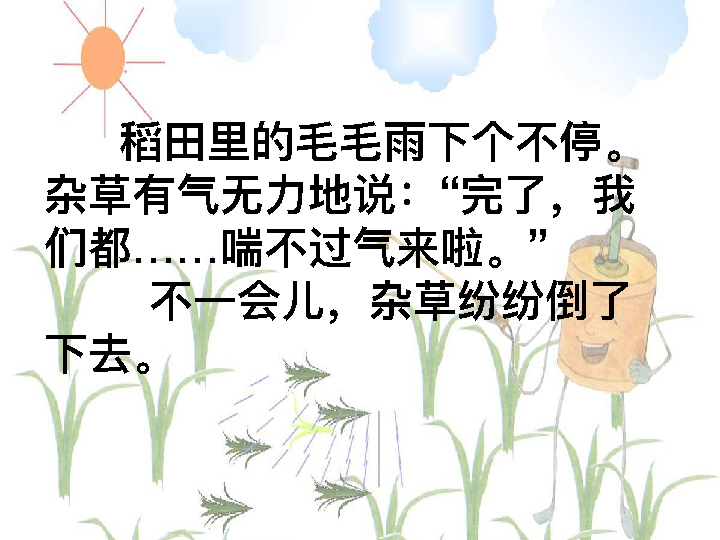 稻田里的毛毛雨下个不停。
杂草有气无力地说：“完了，我
们都……喘不过气来啦。”
不一会儿，杂草纷纷倒了
下去。